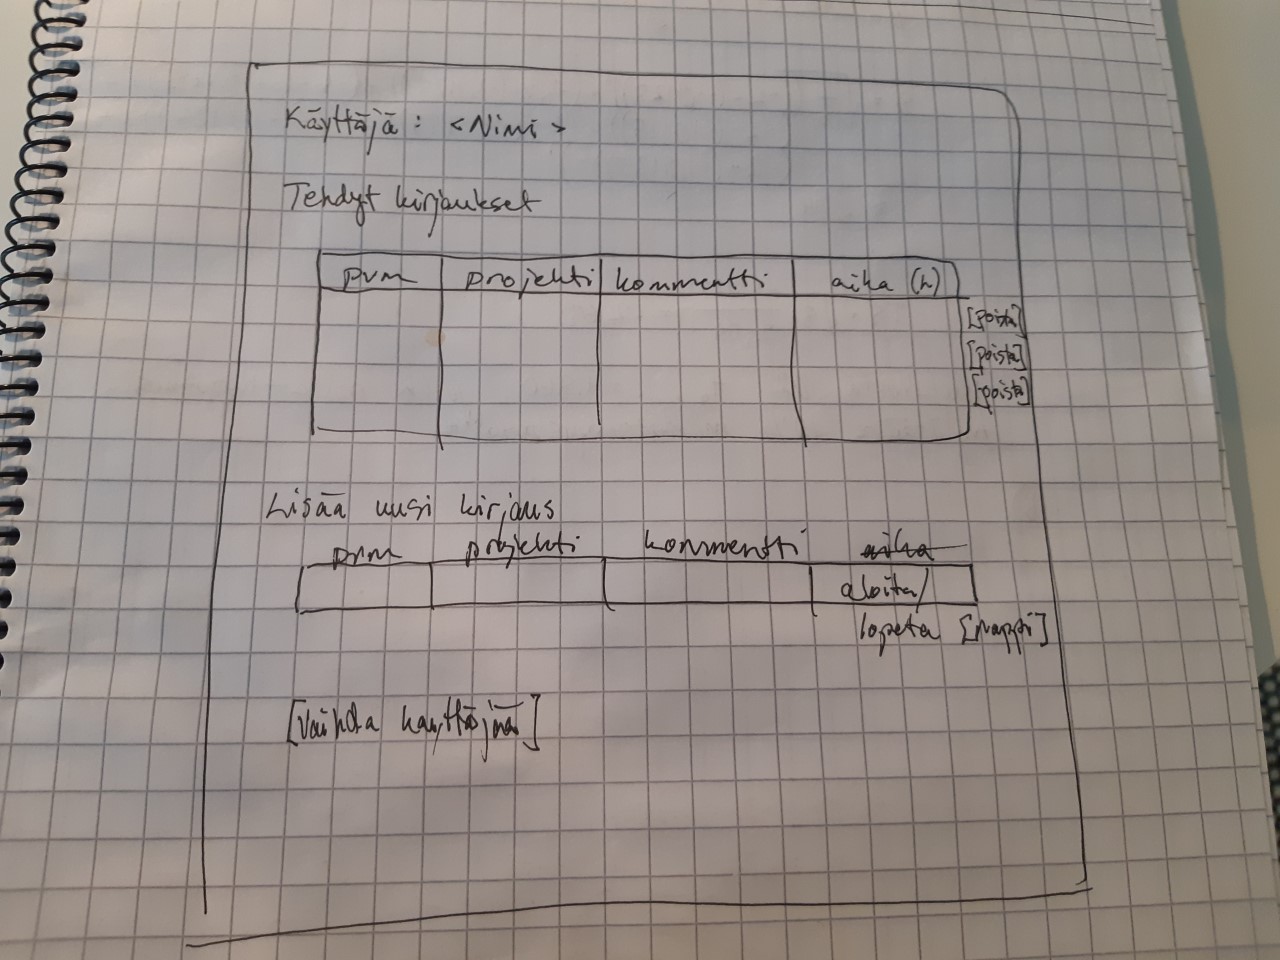 Käyttäjä: <Nimi>
Tehdyt kirjaukset
pvm projekti kommentti aika (h)
[poista]
[poista]
[poista]
Lisää uusi kirjaus
pvm projekti kommentti aika
aloita/
lopeta [nappi]
[Vaihda käyttäjää]